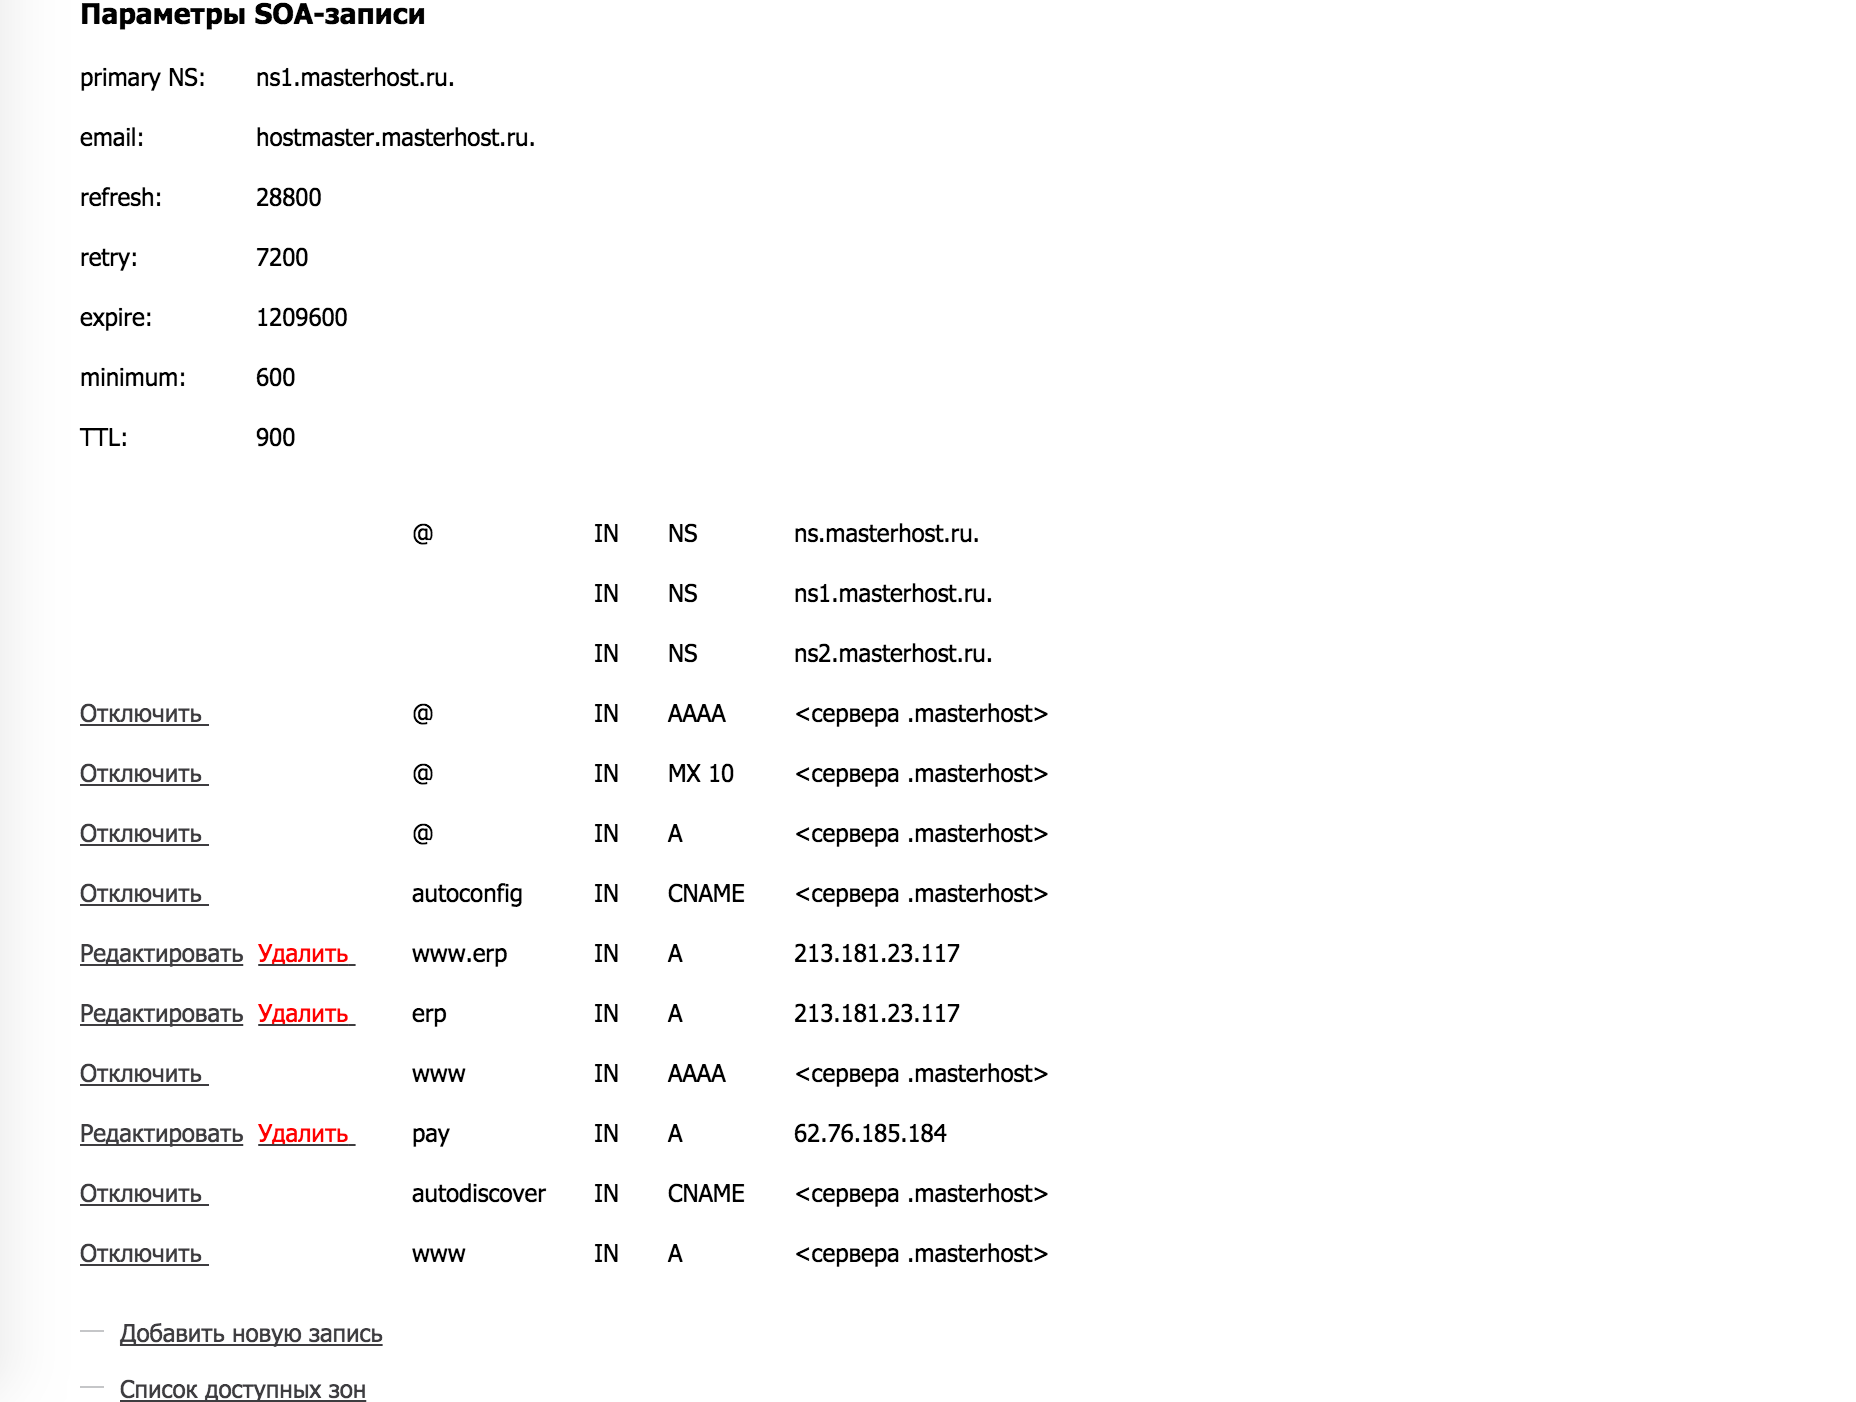 Параметры SOA-записи
primary NS: ns1.masterhost.ru.
email: hostmaster.masterhost.ru.
refresh: 28800
retry: 7200
expire: 1209600
minimum: 600
TTL: 900
@ IN NS ns.masterhost.ru.
IN NS ns1.masterhost.ru.
IN NS ns2.masterhost.ru.
Отключить @ IN AAAA <сервера .masterhost>
Отключить @ IN MX 10 <сервера .masterhost>
Отключить @ IN A <сервера .masterhost>
Отключить autoconfig IN CNAME <сервера .masterhost>
Редактировать Удалить www.erp IN A 213.181.23.117
Редактировать Удалить erp IN A 213.181.23.117
Отключить www IN AAAA <сервера .masterhost>
Редактировать Удалить pay IN A 62.76.185.184
Отключить autodiscover IN CNAME <сервера .masterhost>
Отключить www IN A <сервера .masterhost>
— Добавить новую запись
— Список доступных зон